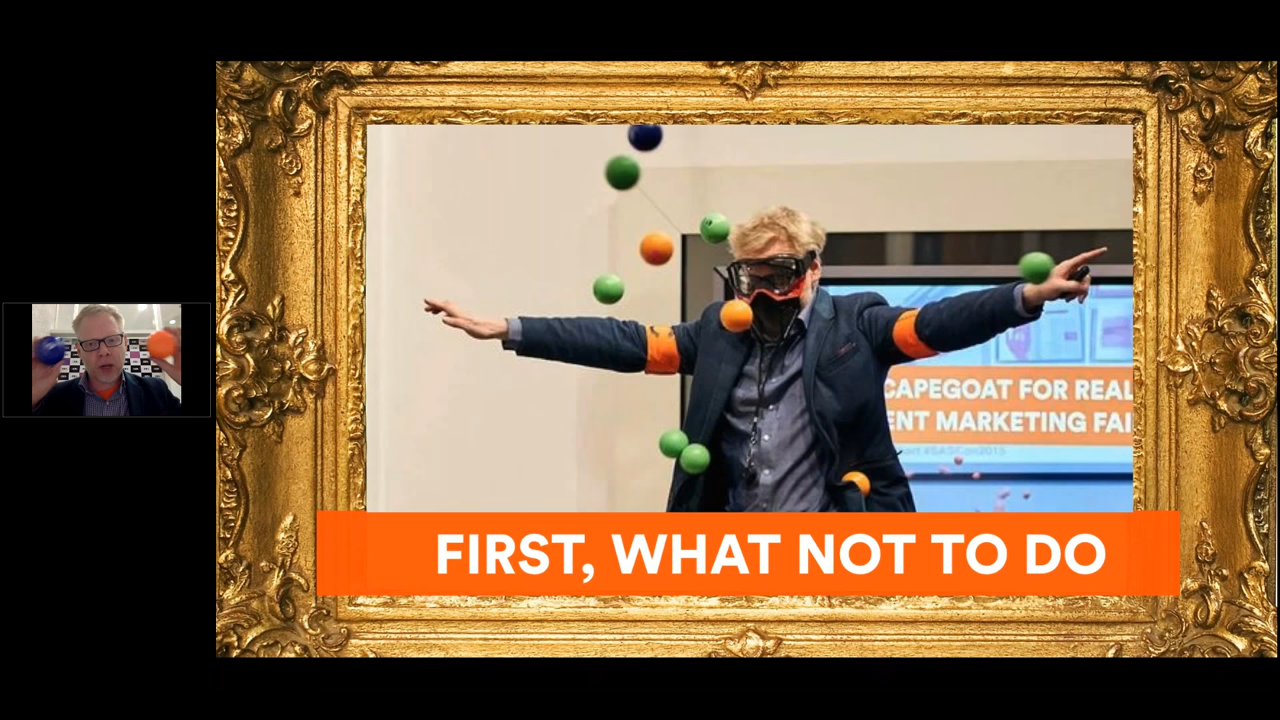 CAPEGOAT FOR REAL
ENT MARKETING FAI
FIRST, WHAT NOT TO DO